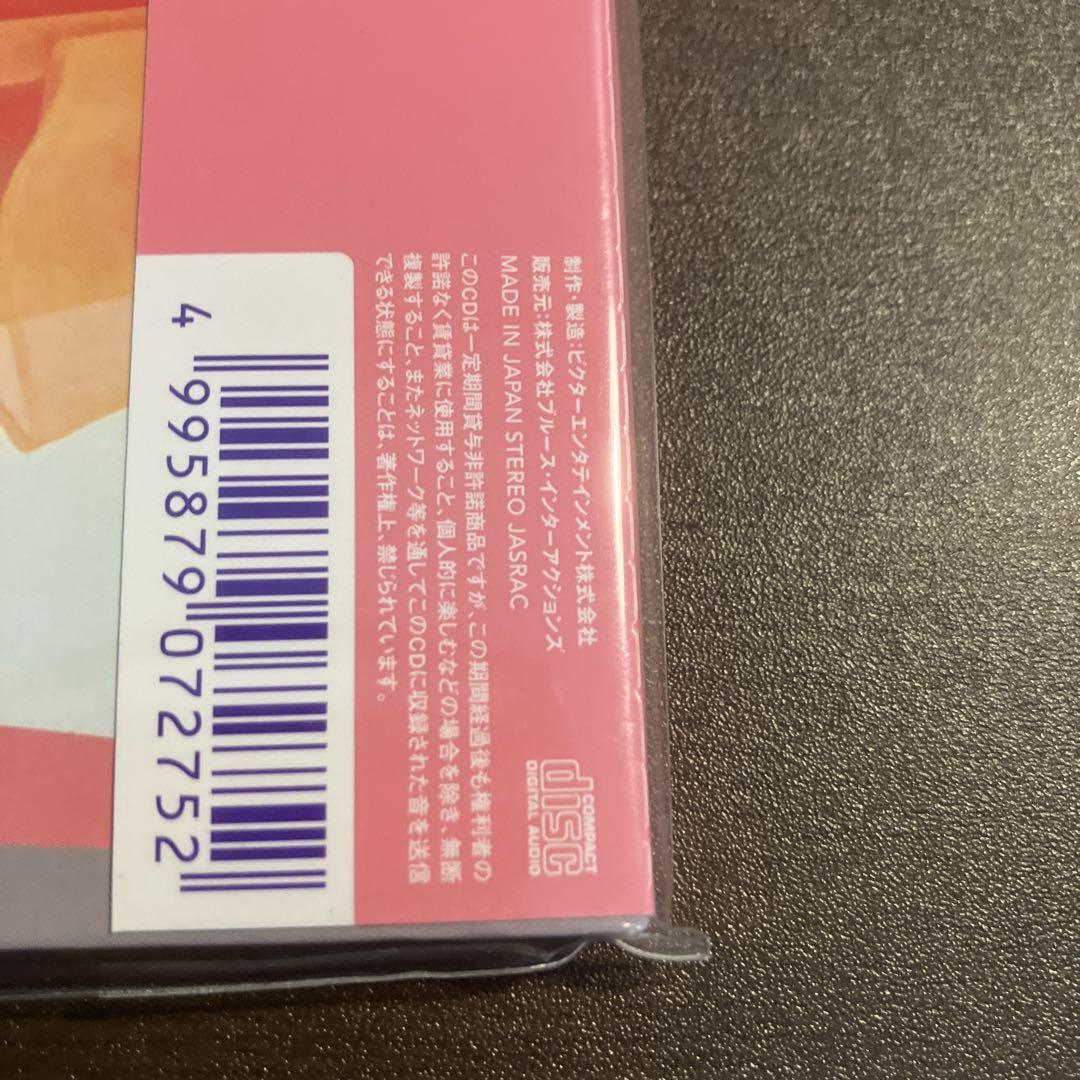 制作・製造:ビクターエンタテインメント株式会社
販売元:株式会社ブルース・インターアクションズ
MADE IN JAPAN STEREO JASRAC
このCDは一定期間貸与非許諾商品ですが、この期間経過後も権利者の
許諾なく賃貸業に使用すること、個人的に楽しむなどの場合を除き、無断
複製すること、またネットワーク等を通してこのCDに収録された音を送信
できる状態にすることは、著作権上、禁じられています。
COMPACT
disc
DIGITAL AUDIO
4 995879 072752